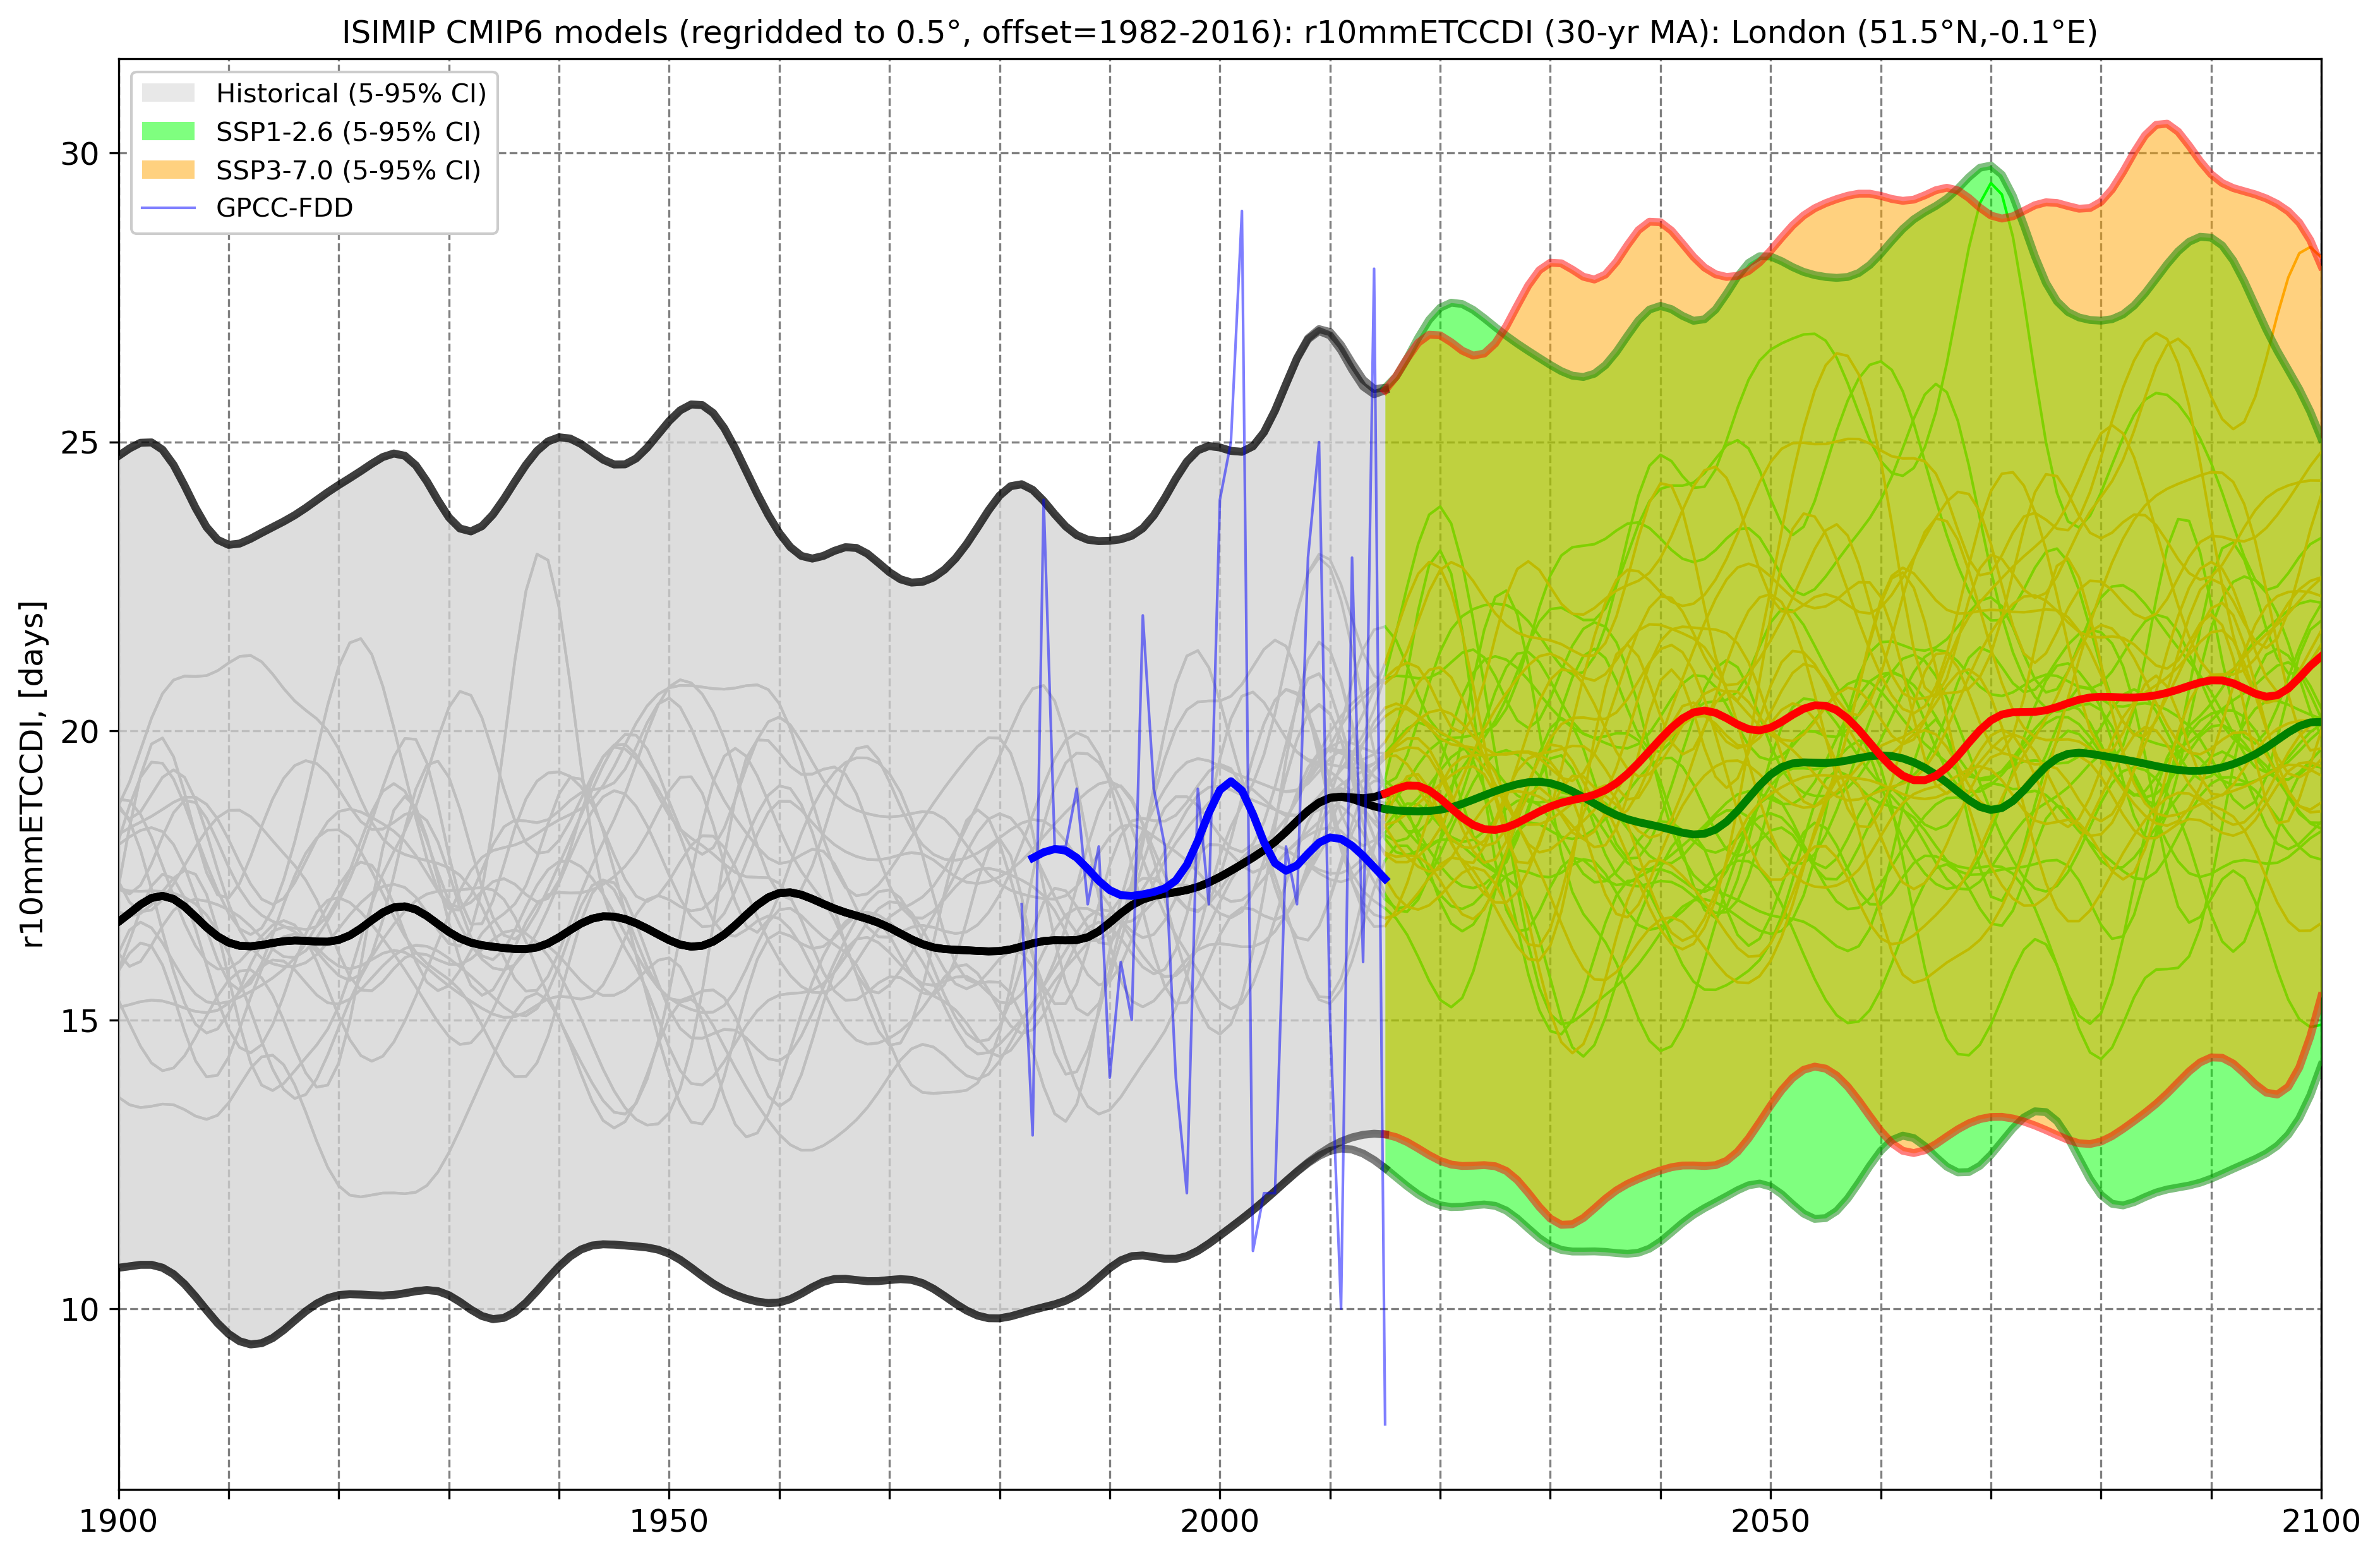 ISIMIP CMIP6 models (regridded to 0.5°, offset=1982-2016): r10mmETCCDI (30-yr MA): London (51.5°N,-0.1°E)
Historical (5-95% CI)
SSP1-2.6 (5-95% CI)
SSP3-7.0 (5-95% CI)
GPCC-FDD
r10mmETCCDI, [days]
30
25
20
15
10
1900
1950
2000
2050
2100